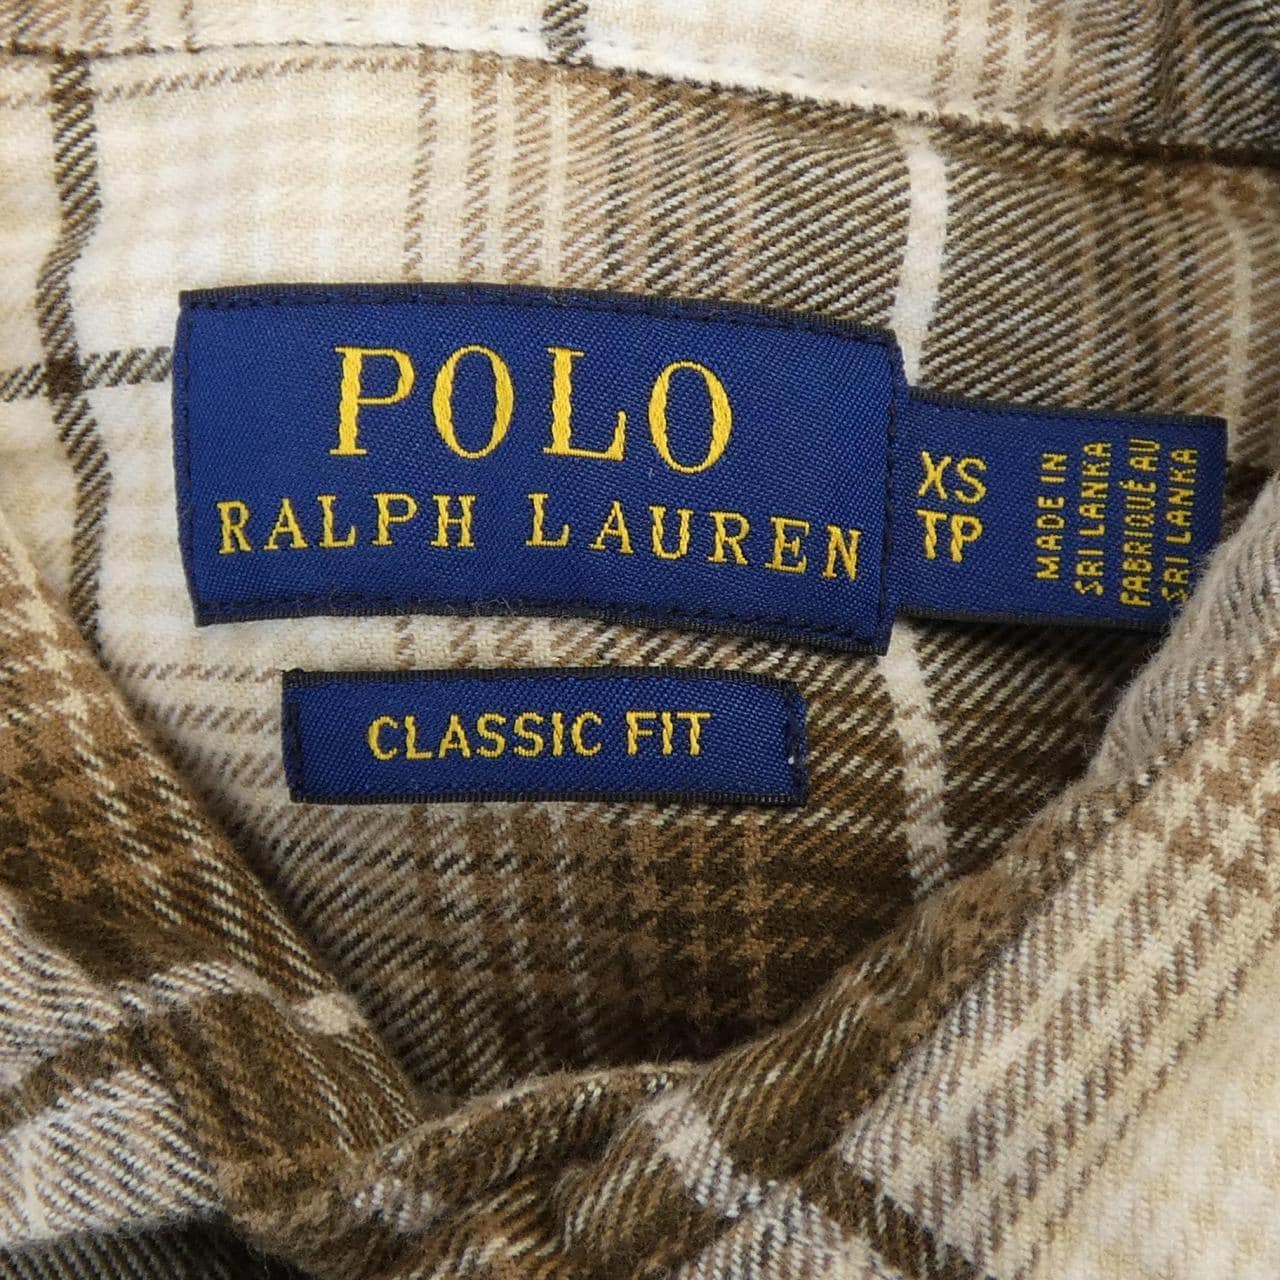 POLO
RALPH LAUREN
XS
TP
MADE IN
SRI LANKA
FABRIQUÉ AU
SRI LANKA
CLASSIC FIT